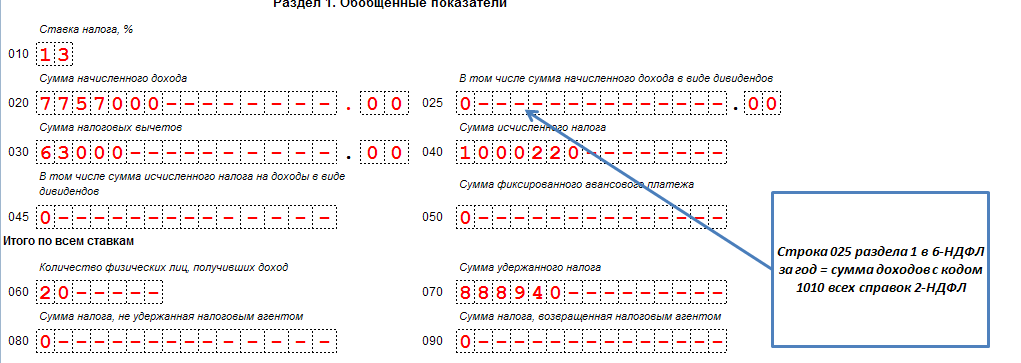 Раздел 1. Обобщенные показатели
Ставка налога, %
010 13
Сумма начисленного дохода
020 7757000----------.00
В том числе сумма начисленного дохода в виде дивидендов
025 0--------------.00
Сумма налоговых вычетов
030 63000------------.00
Сумма исчисленного налога
040 1000220--------
В том числе сумма исчисленного налога на доходы в виде
дивидендов
045 0----------------
Сумма фиксированного авансового платежа
050 0--------------
Итого по всем ставкам
Количество физических лиц, получивших доход
060 20-----
Сумма удержанного налога
070 888940---------
Сумма налога, не удержанная налоговым агентом
080 0----------------
Сумма налога, возвращенная налоговым агентом
090 0--------------
Строка 025 раздела 1 в 6-НДФЛ
за год = сумма доходов с кодом
1010 всех справок 2-НДФЛ